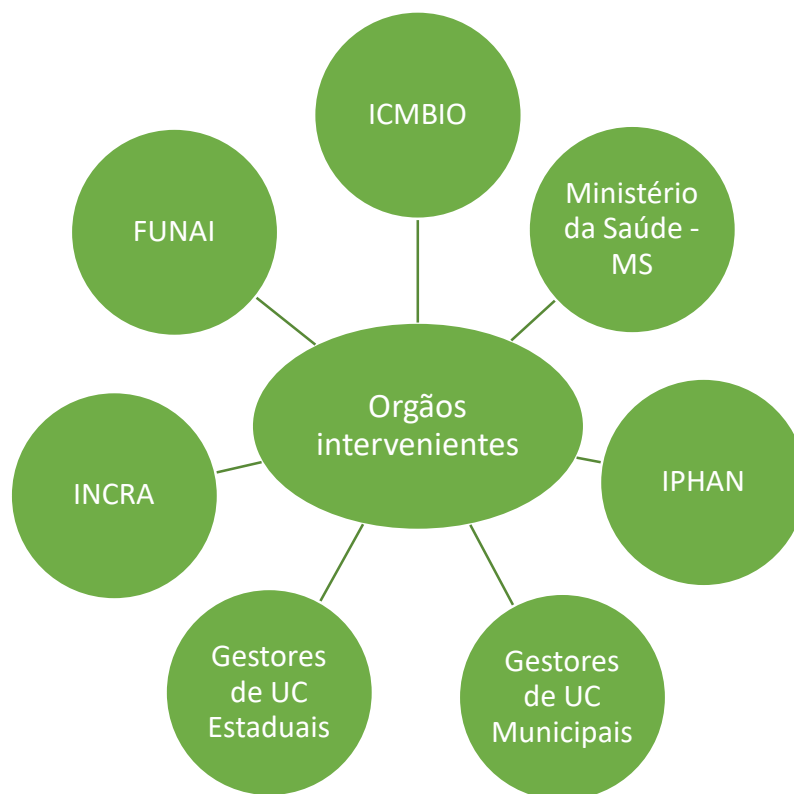 ICMBIO
Ministério
da Saúde -
MS
FUNAI
Orgãos
intervenientes
IPHAN
INCRA
Gestores
de UC
Estaduais
Gestores
de UC
Municipais